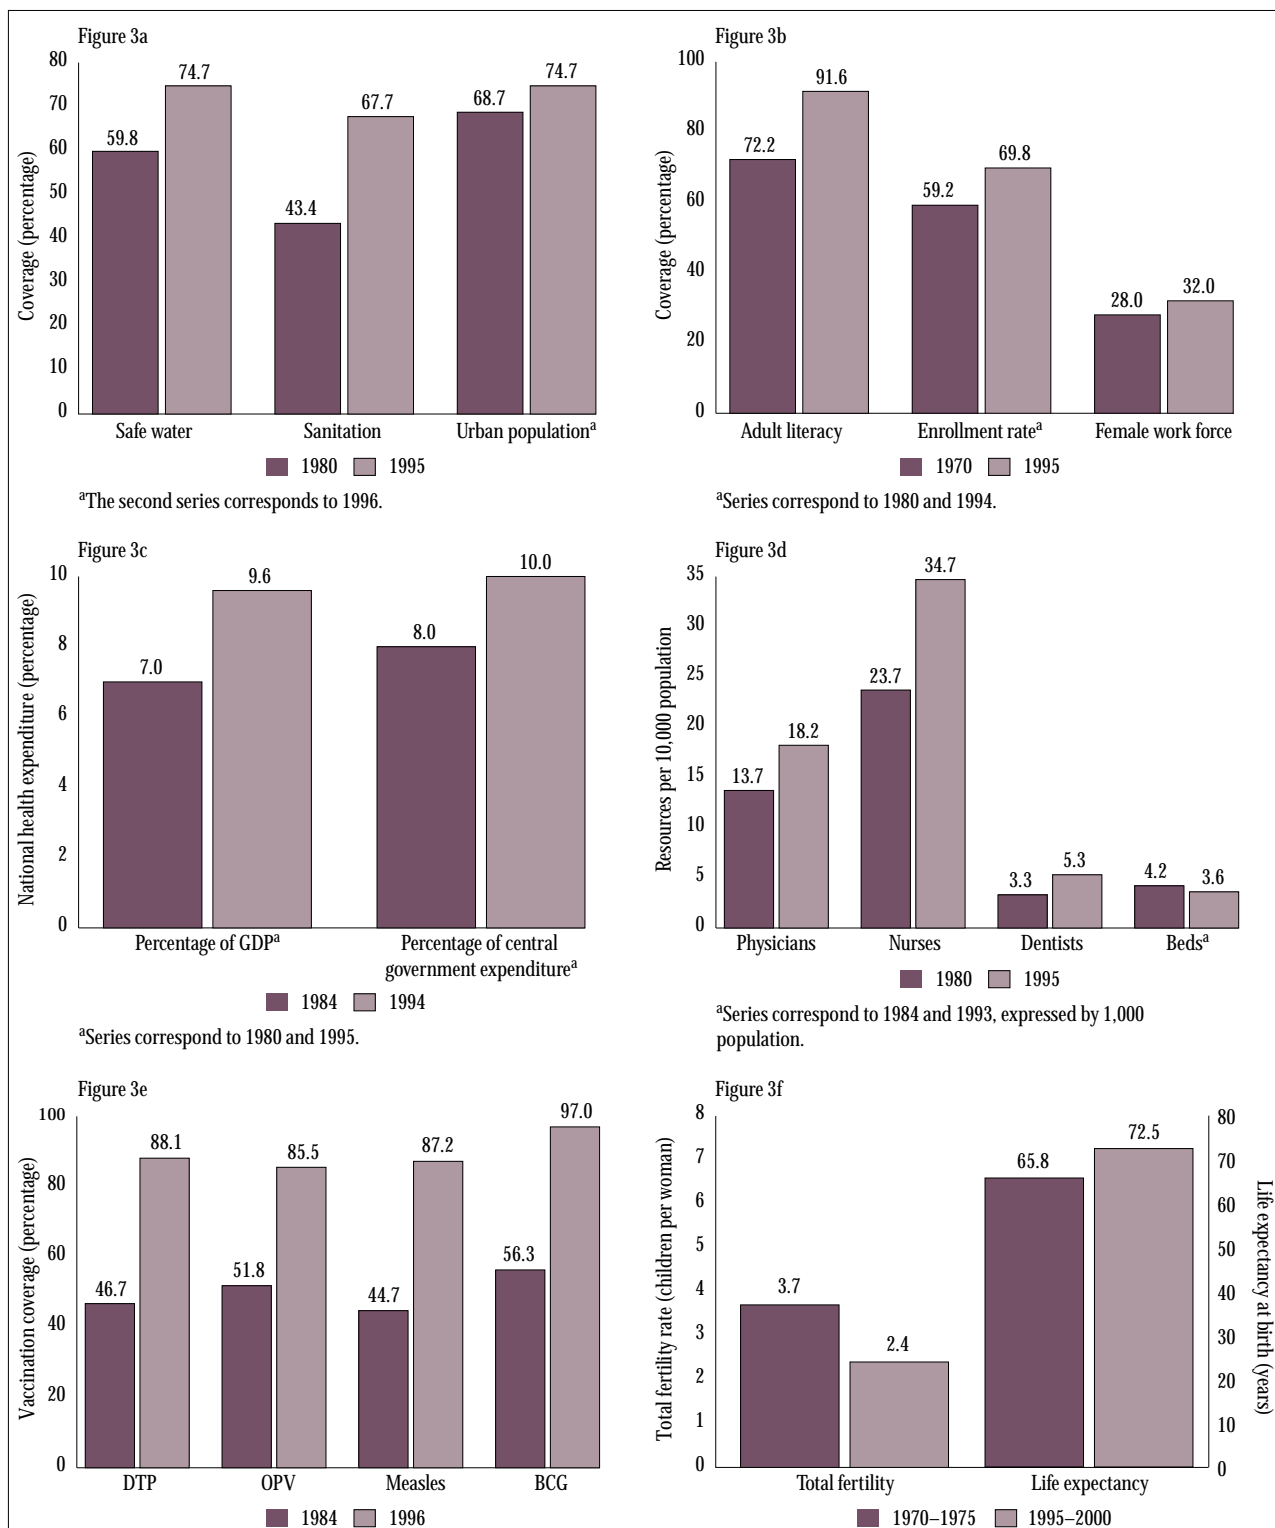 Figure 3a
Coverage (percentage)
80
70
60
50
40
30
20
10
0
59.8
74.7
43.4
67.7
68.7
74.7
Safe water
Sanitation
Urban populationᵃ
1980
1995
ᵃThe second series corresponds to 1996.
Figure 3b
Coverage (percentage)
100
80
60
40
20
0
72.2
91.6
59.2
69.8
28.0
32.0
Adult literacy
Enrollment rateᵃ
Female work force
1970
1995
ᵃSeries correspond to 1980 and 1994.
Figure 3c
National health expenditure (percentage)
10
8
6
4
2
0
7.0
9.6
8.0
10.0
Percentage of GDPᵃ
Percentage of central
government expenditureᵃ
1984
1994
ᵃSeries correspond to 1980 and 1995.
Figure 3d
Resources per 10,000 population
35
30
25
20
15
10
5
0
13.7
18.2
23.7
34.7
3.3
5.3
4.2
3.6
Physicians
Nurses
Dentists
Bedsᵃ
1980
1995
ᵃSeries correspond to 1984 and 1993, expressed by 1,000
population.
Figure 3e
Vaccination coverage (percentage)
100
80
60
40
20
0
46.7
88.1
51.8
85.5
44.7
87.2
56.3
97.0
DTP
OPV
Measles
BCG
1984
1996
Figure 3f
Total fertility rate (children per woman)
8
7
6
5
4
3
2
1
0
3.7
2.4
65.8
72.5
80
70
60
50
40
30
20
10
0
Life expectancy at birth (years)
Total fertility
Life expectancy
1970–1975
1995–2000